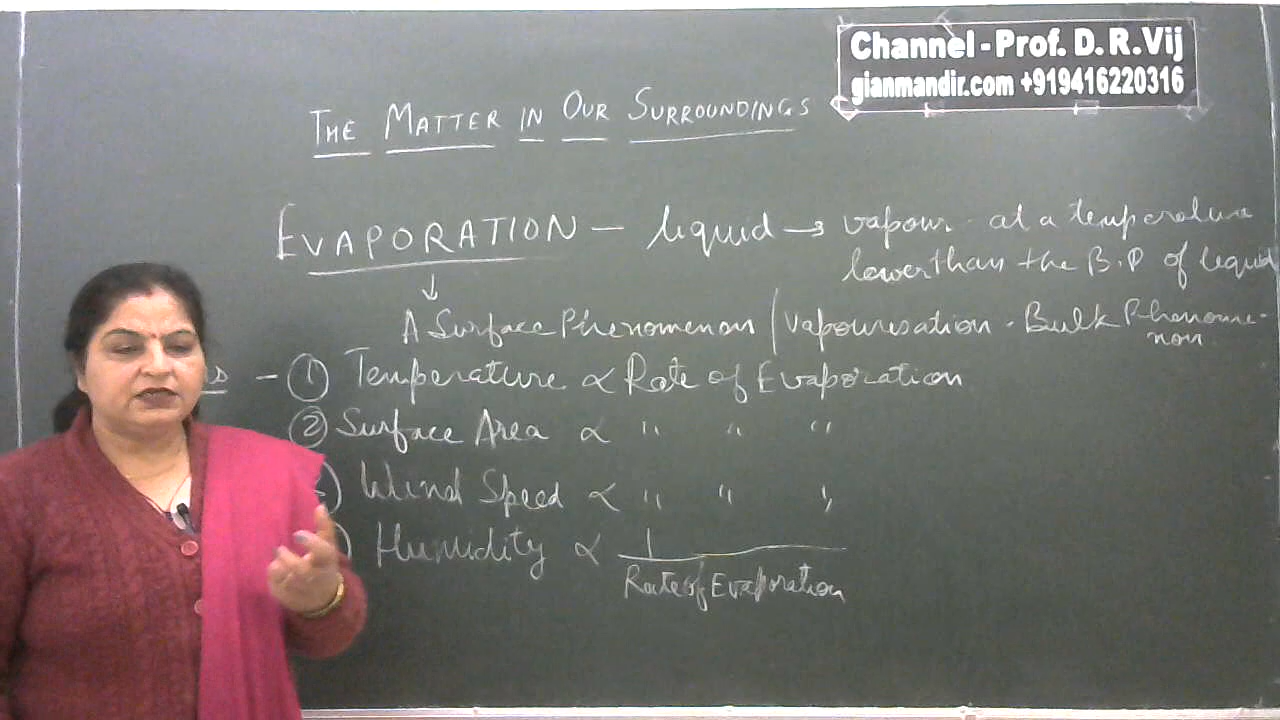 Channel - Prof. D. R. Vij
gianmandir.com +919416220316
THE MATTER IN OUR SURROUNDINGS
EVAPORATION – liquid → vapour - at a temperature
lower than the B.P of liquid
↓
A Surface Phenomenon / Vapourisation - Bulk Phenome-
non
– ① Temperature ∝ Rate of Evaporation
② Surface Area ∝ " " "
) Wind Speed ∝ " " "
) Humidity ∝ 1
Rate of Evaporation